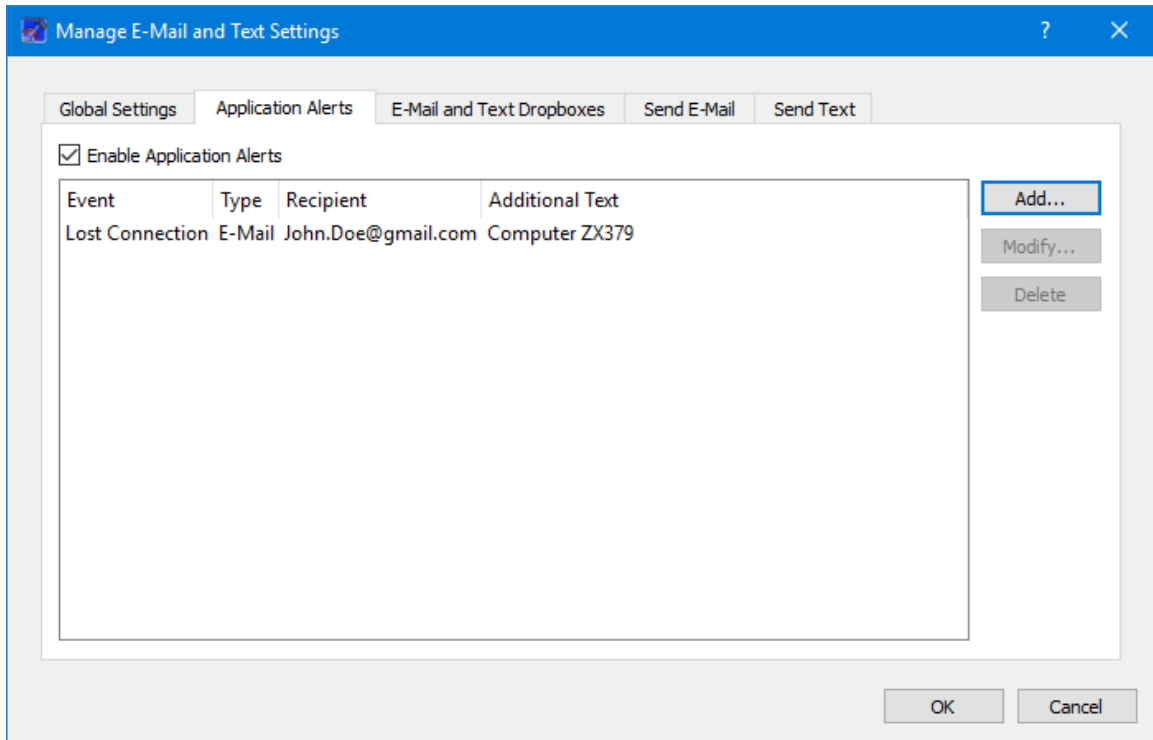 Manage E-Mail and Text Settings ?
Global Settings Application Alerts E-Mail and Text Dropboxes Send E-Mail Send Text
Enable Application Alerts
Event Type Recipient Additional Text
Lost Connection E-Mail John.Doe@gmail.com Computer ZX379
Add...
Modify...
Delete
OK Cancel